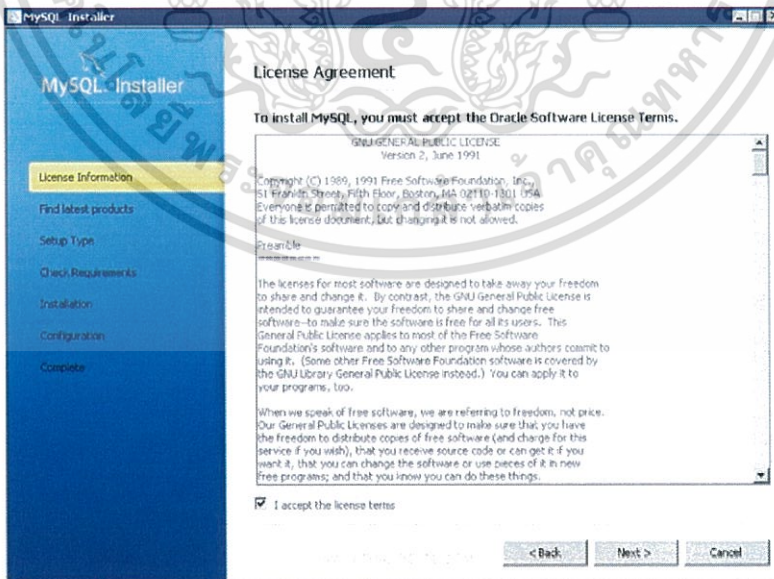 MySQL Installer
MySQL. Installer
License Information
Find latest products
Setup Type
Check Requirements
Installation
Configuration
Complete
License Agreement
To install MySQL, you must accept the Oracle Software License Terms.
GNU GENERAL PUBLIC LICENSE
Version 2, June 1991
Copyright (C) 1989, 1991 Free Software Foundation, Inc.,
51 Franklin Street, Fifth Floor, Boston, MA 02110-1301 USA
Everyone is permitted to copy and distribute verbatim copies
of this license document, but changing it is not allowed.
Preamble
========
The licenses for most software are designed to take away your freedom
to share and change it. By contrast, the GNU General Public License is
intended to guarantee your freedom to share and change free
software--to make sure the software is free for all its users. This
General Public License applies to most of the Free Software
Foundation's software and to any other program whose authors commit to
using it. (Some other Free Software Foundation software is covered by
the GNU Library General Public License instead.) You can apply it to
your programs, too.
When we speak of free software, we are referring to freedom, not price.
Our General Public Licenses are designed to make sure that you have
the freedom to distribute copies of free software (and charge for this
service if you wish), that you receive source code or can get it if you
want it, that you can change the software or use pieces of it in new
free programs; and that you know you can do these things.
I accept the license terms
< Back
Next >
Cancel